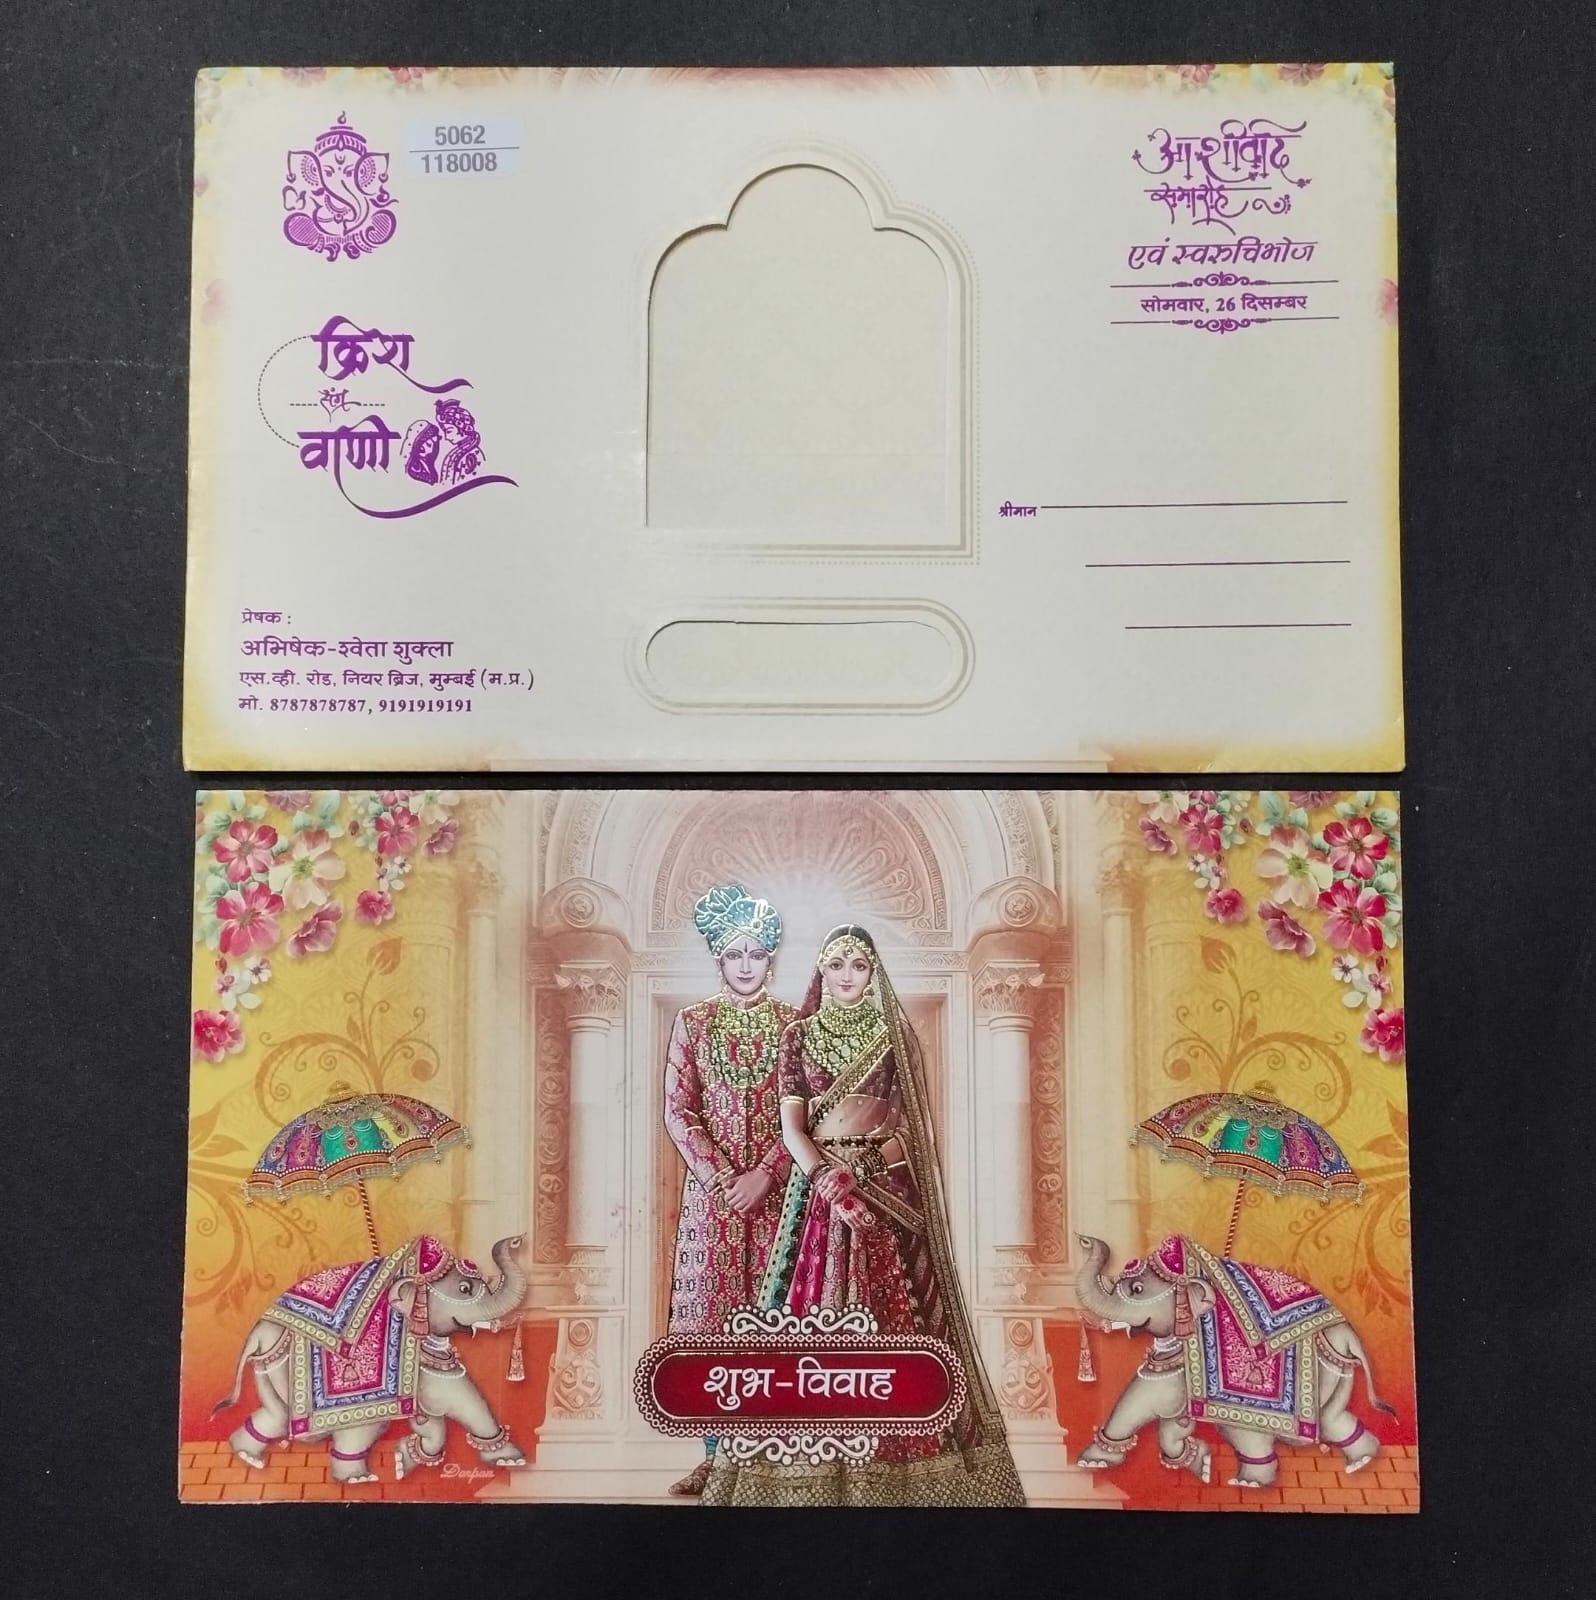 5062
118008
क्रिश
संग
वाणी
प्रेषक :
अभिषेक-श्वेता शुक्ला
एस.व्ही. रोड, नियर ब्रिज, मुम्बई (म.प्र.)
मो. 8787878787, 9191919191
आशीर्वाद
समारोह
एवं स्वरुचिभोज
सोमवार, 26 दिसम्बर
श्रीमान
शुभ-विवाह
Darpan